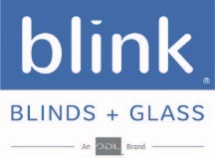 blink®
BLINDS + GLASS
An ODL Brand